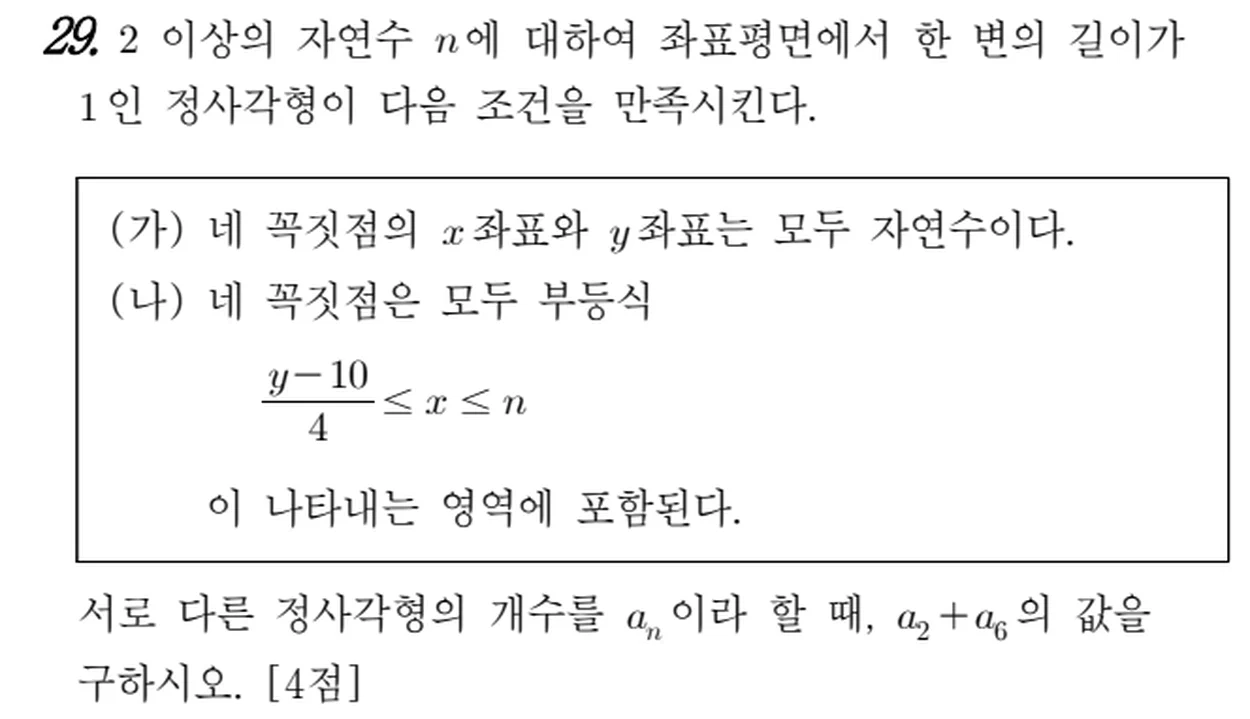 29. 2 이상의 자연수 n에 대하여 좌표평면에서 한 변의 길이가
1인 정사각형이 다음 조건을 만족시킨다.
(가) 네 꼭짓점의 x좌표와 y좌표는 모두 자연수이다.
(나) 네 꼭짓점은 모두 부등식
\frac{y-10}{4} ≤ x ≤ n
이 나타내는 영역에 포함된다.
서로 다른 정사각형의 개수를 a_n이라 할 때, a_2+a_6의 값을
구하시오. [4점]